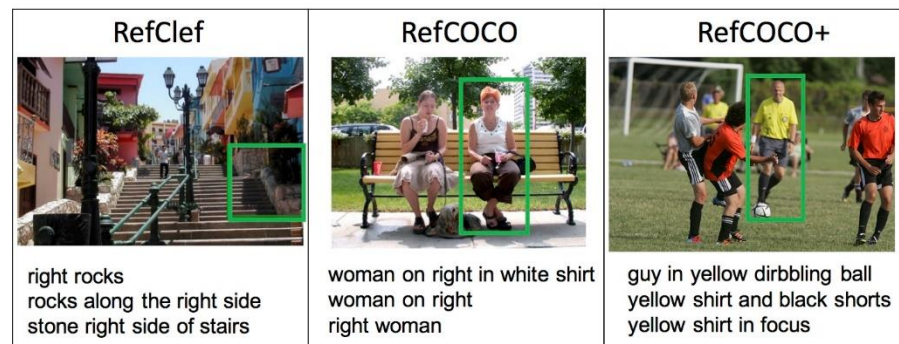 RefClef
right rocks
rocks along the right side
stone right side of stairs
RefCOCO
woman on right in white shirt
woman on right
right woman
RefCOCO+
guy in yellow dirbbling ball
yellow shirt and black shorts
yellow shirt in focus